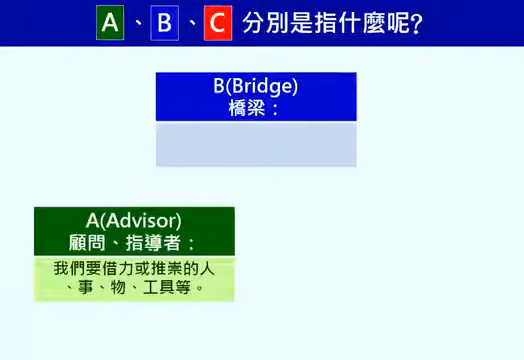 A、B、C 分別是指什麼呢?
B(Bridge)
橋梁：
A(Advisor)
顧問、指導者：
我們要借力或推崇的人
、事、物、工具等。